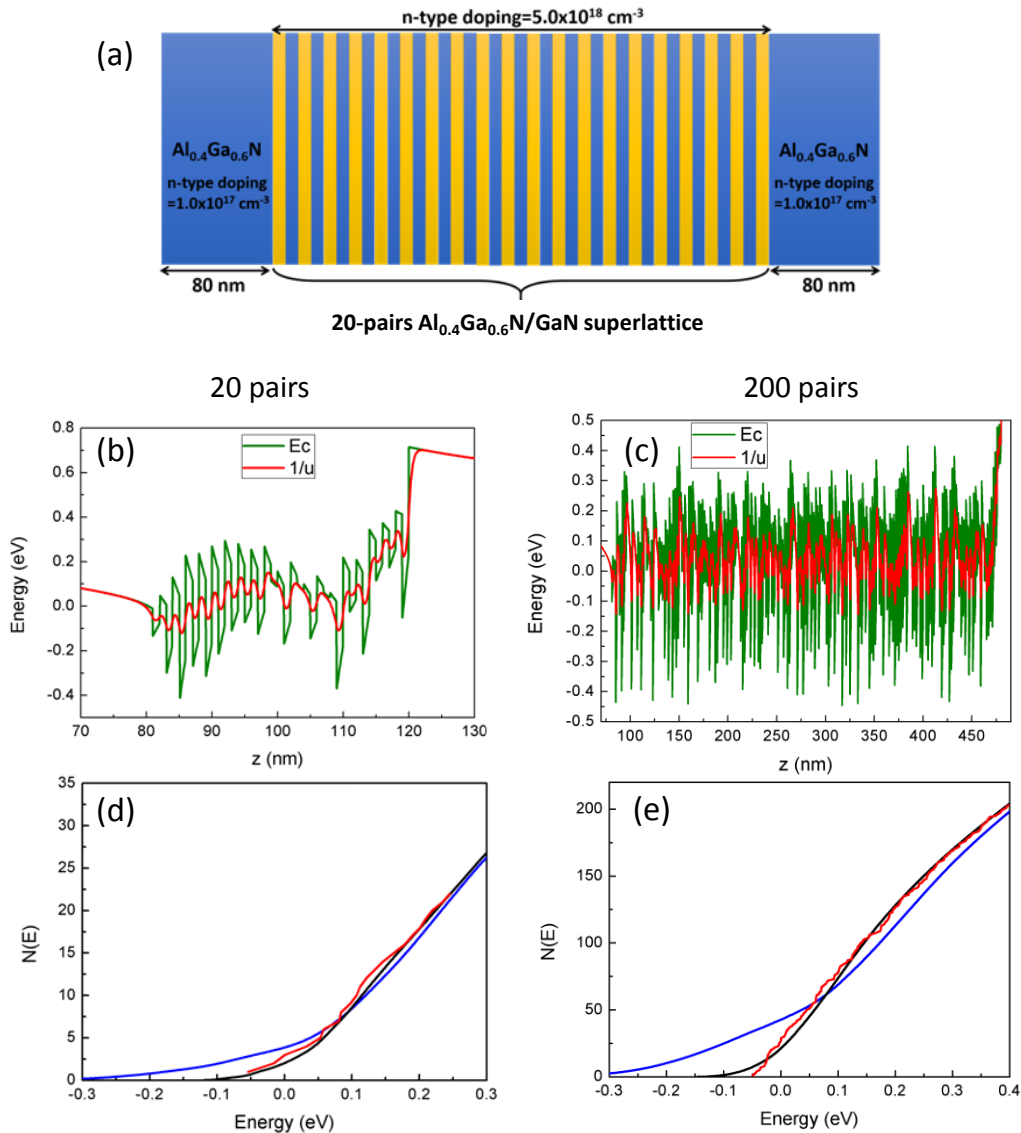 n-type doping=5.0x10¹⁸ cm⁻³
(a)
Al₀.₄Ga₀.₆N
n-type doping
=1.0x10¹⁷ cm⁻³
Al₀.₄Ga₀.₆N
n-type doping
=1.0x10¹⁷ cm⁻³
80 nm
80 nm
20-pairs Al₀.₄Ga₀.₆N/GaN superlattice
20 pairs
200 pairs
(b)
Ec
1/u
0.8
0.6
0.4
0.2
0.0
-0.2
-0.4
Energy (eV)
70 80 90 100 110 120 130
z (nm)
(c)
Ec
1/u
0.5
0.4
0.3
0.2
0.1
0.0
-0.1
-0.2
-0.3
-0.4
-0.5
Energy (eV)
100 150 200 250 300 350 400 450
z (nm)
(d)
35
30
25
20
15
10
5
0
N(E)
-0.3 -0.2 -0.1 0.0 0.1 0.2 0.3
Energy (eV)
(e)
200
150
100
50
0
N(E)
-0.3 -0.2 -0.1 0.0 0.1 0.2 0.3 0.4
Energy (eV)